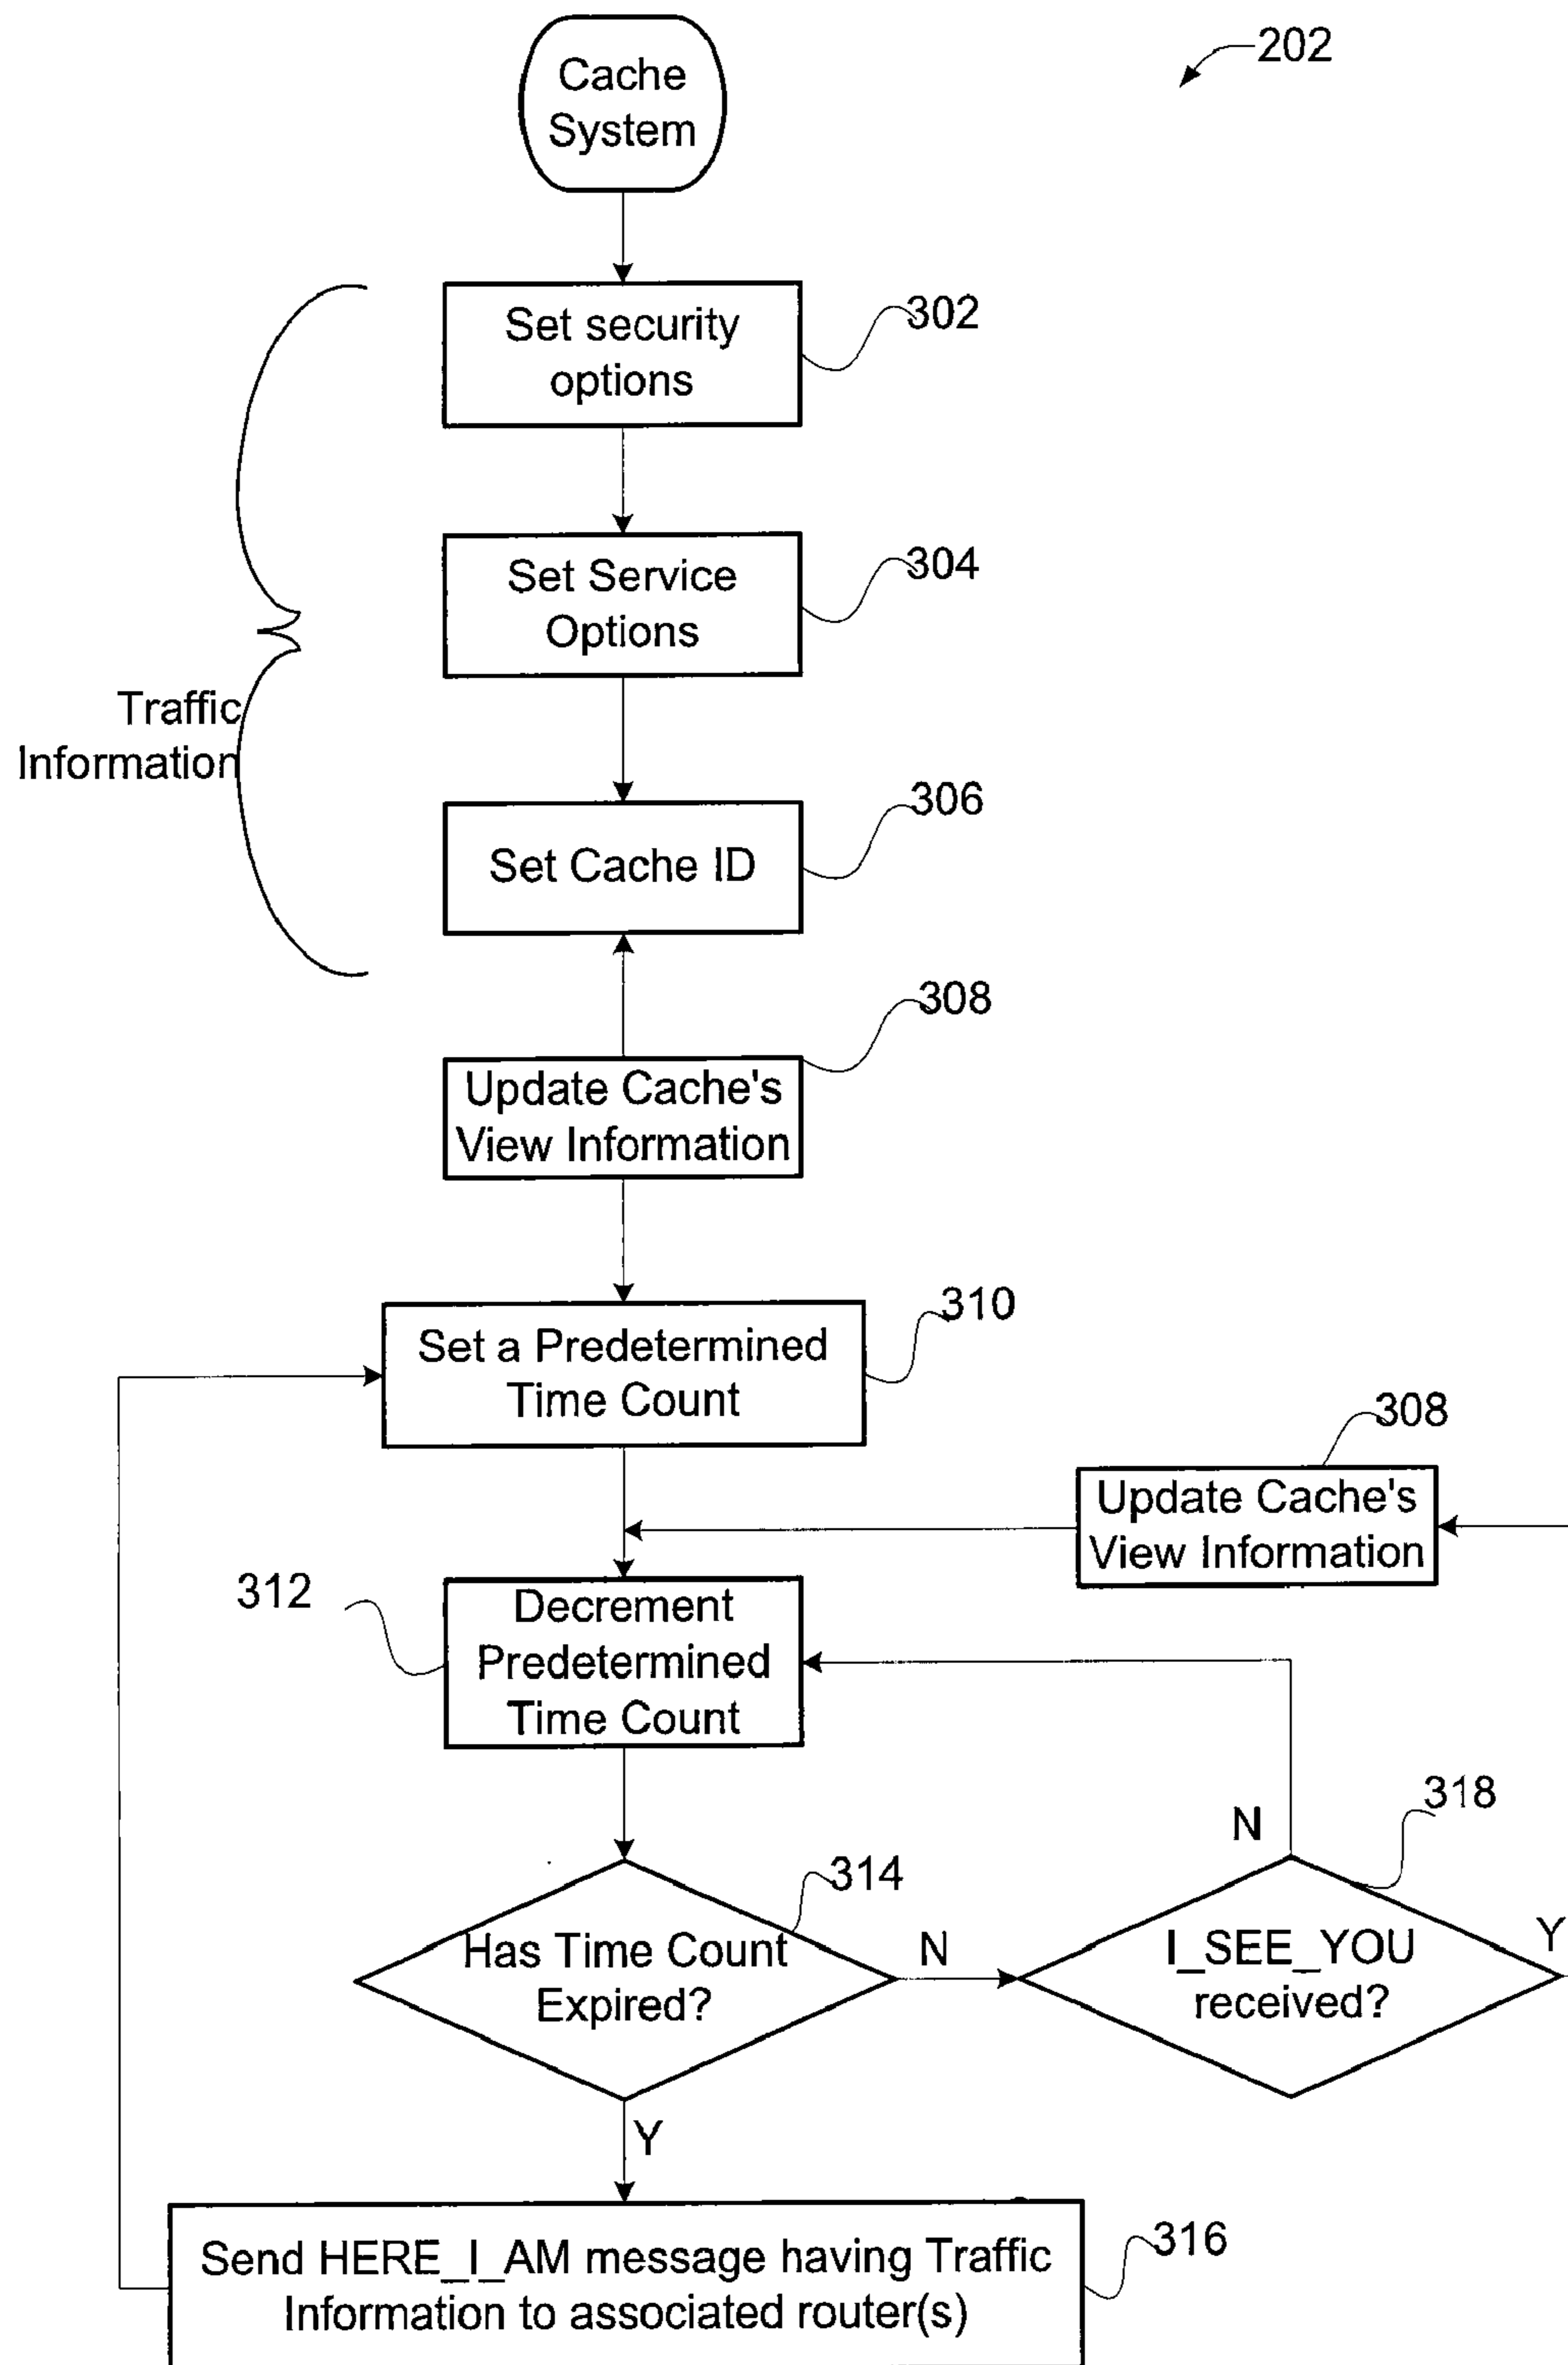 202
Cache
System
302
Set security
options
304
Set Service
Options
Traffic
Information
306
Set Cache ID
308
Update Cache's
View Information
310
Set a Predetermined
Time Count
308
Update Cache's
View Information
312
Decrement
Predetermined
Time Count
318
N
314
Has Time Count
Expired?
N
I_SEE_YOU
received?
Y
Y
316
Send HERE_I_AM message having Traffic
Information to associated router(s)